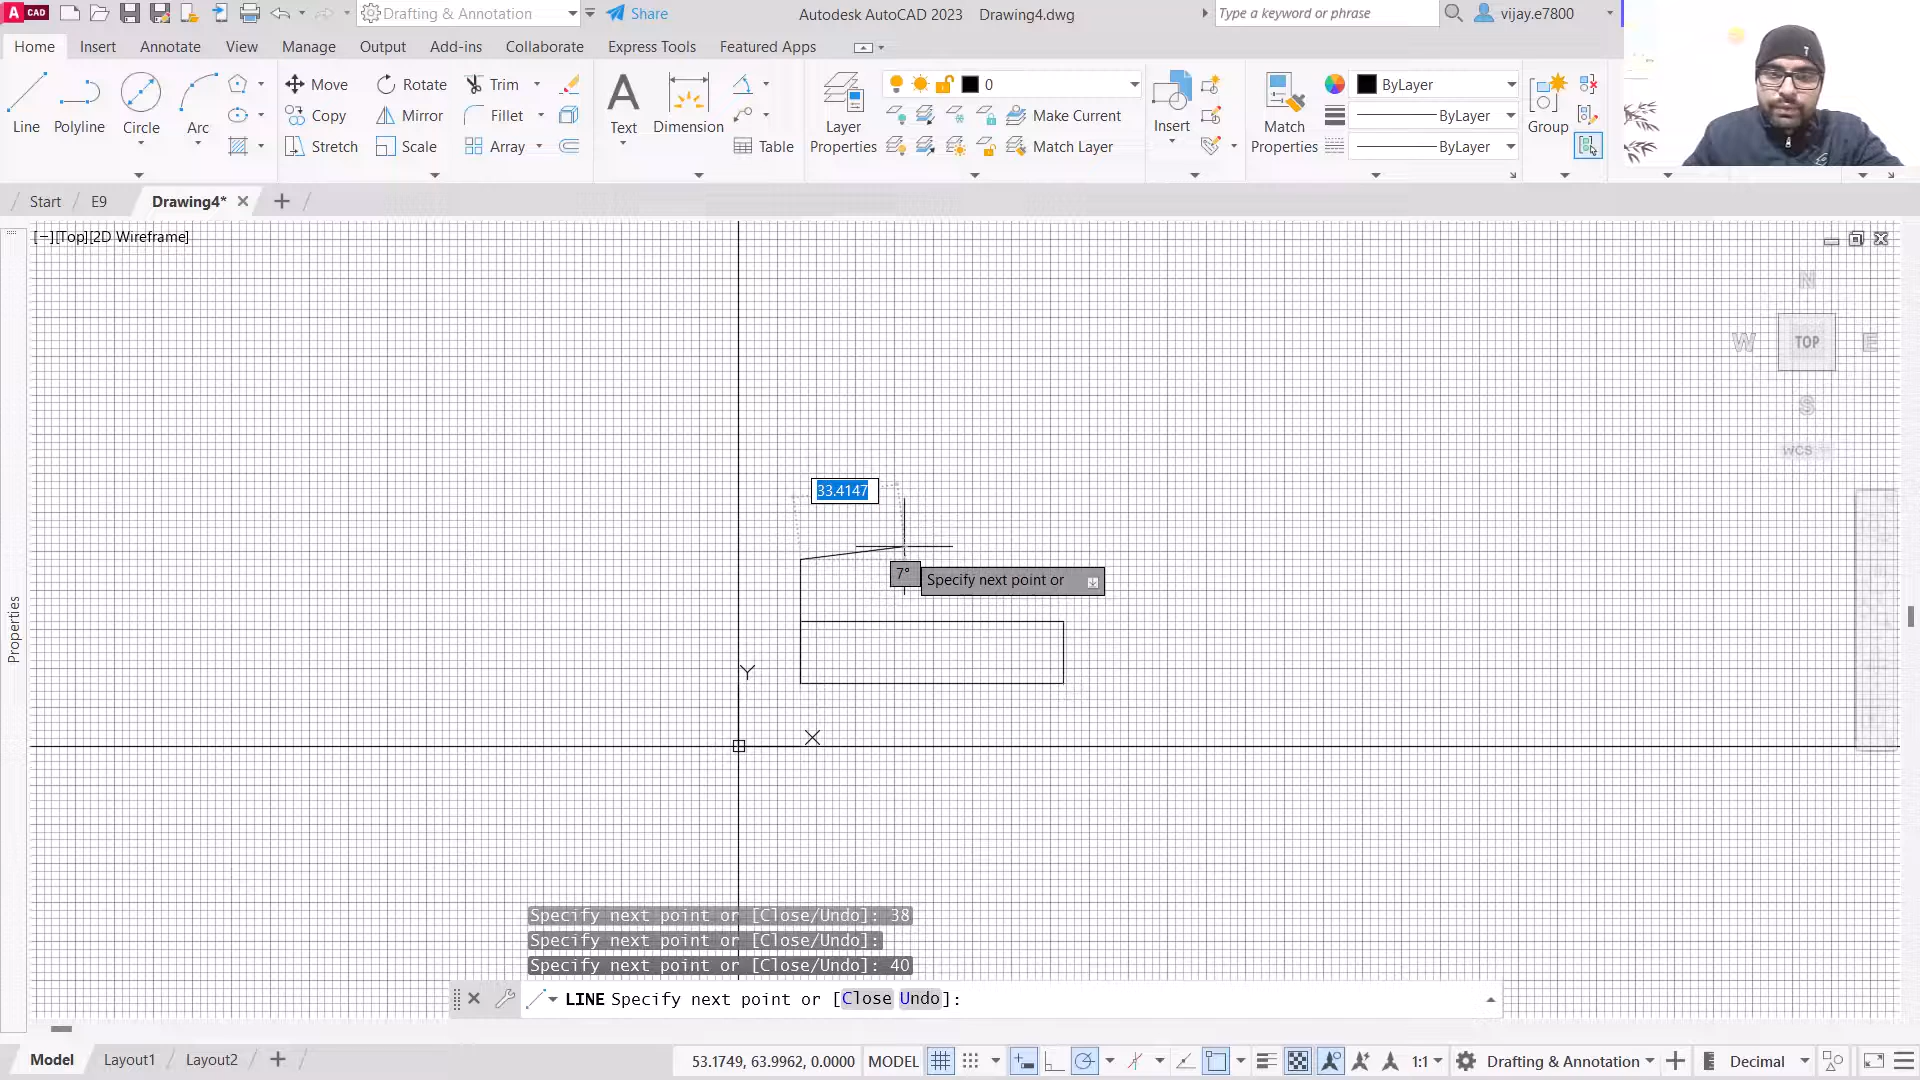 A CAD
Drafting & Annotation
Share
Autodesk AutoCAD 2023 Drawing4.dwg
Type a keyword or phrase
vijay.e7800
Home Insert Annotate View Manage Output Add-ins Collaborate Express Tools Featured Apps
Line
Polyline
Circle
Arc
Move
Rotate
Trim
Copy
Mirror
Fillet
Stretch
Scale
Array
Text
Dimension
Table
Layer
Properties
0
Make Current
Match Layer
Insert
Match
Properties
ByLayer
ByLayer
ByLayer
Group
Start
E9
Drawing4*
[−][Top][2D Wireframe]
N
W
TOP
E
S
WCS
Properties
33.4147
7°
Specify next point or
Y
X
Specify next point or [Close/Undo]: 38
Specify next point or [Close/Undo]:
Specify next point or [Close/Undo]: 40
LINE Specify next point or [Close Undo]:
Model
Layout1
Layout2
53.1749, 63.9962, 0.0000
MODEL
1:1
Drafting & Annotation
Decimal